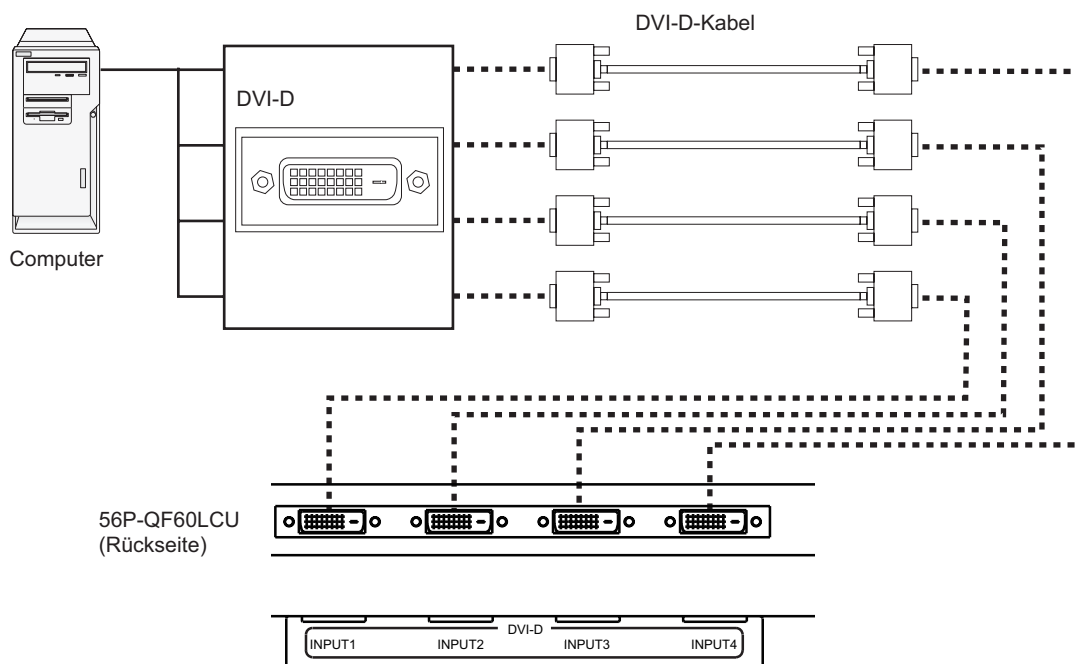 DVI-D-Kabel
DVI-D
Computer
56P-QF60LCU
(Rückseite)
DVI-D
INPUT1
INPUT2
INPUT3
INPUT4